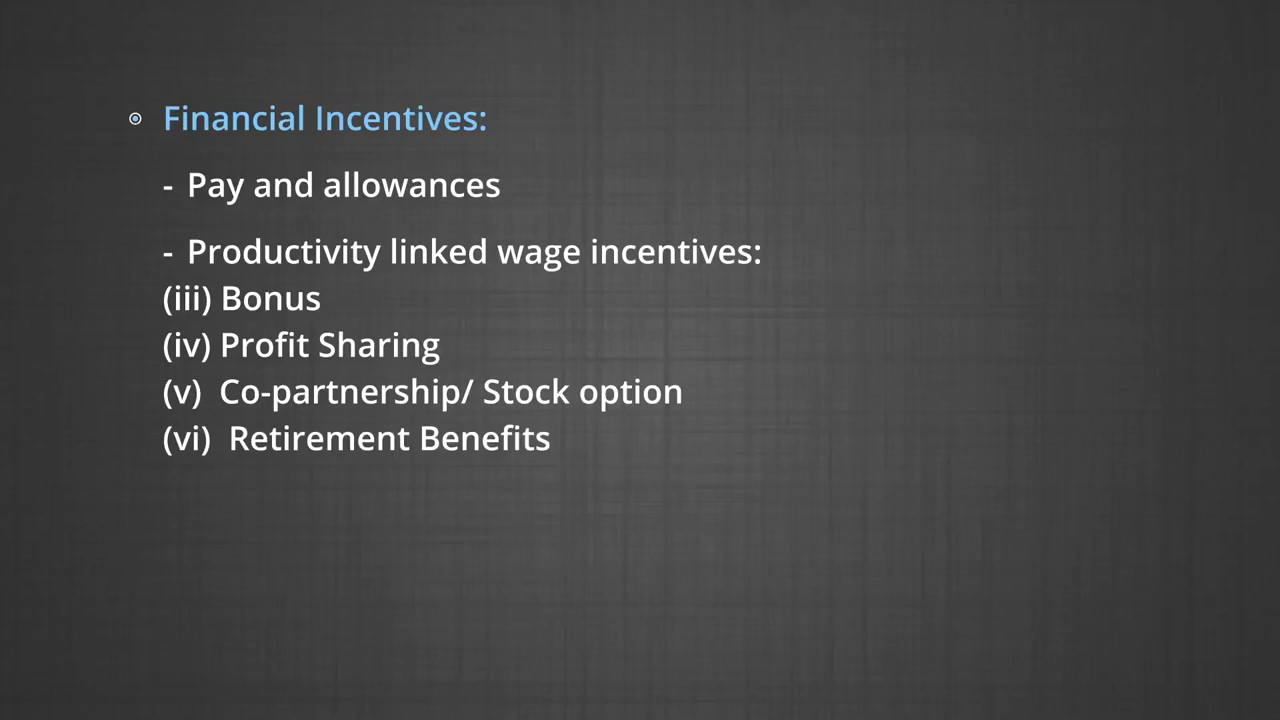 Financial Incentives:
- Pay and allowances
- Productivity linked wage incentives:
(iii) Bonus
(iv) Profit Sharing
(v) Co-partnership/ Stock option
(vi) Retirement Benefits